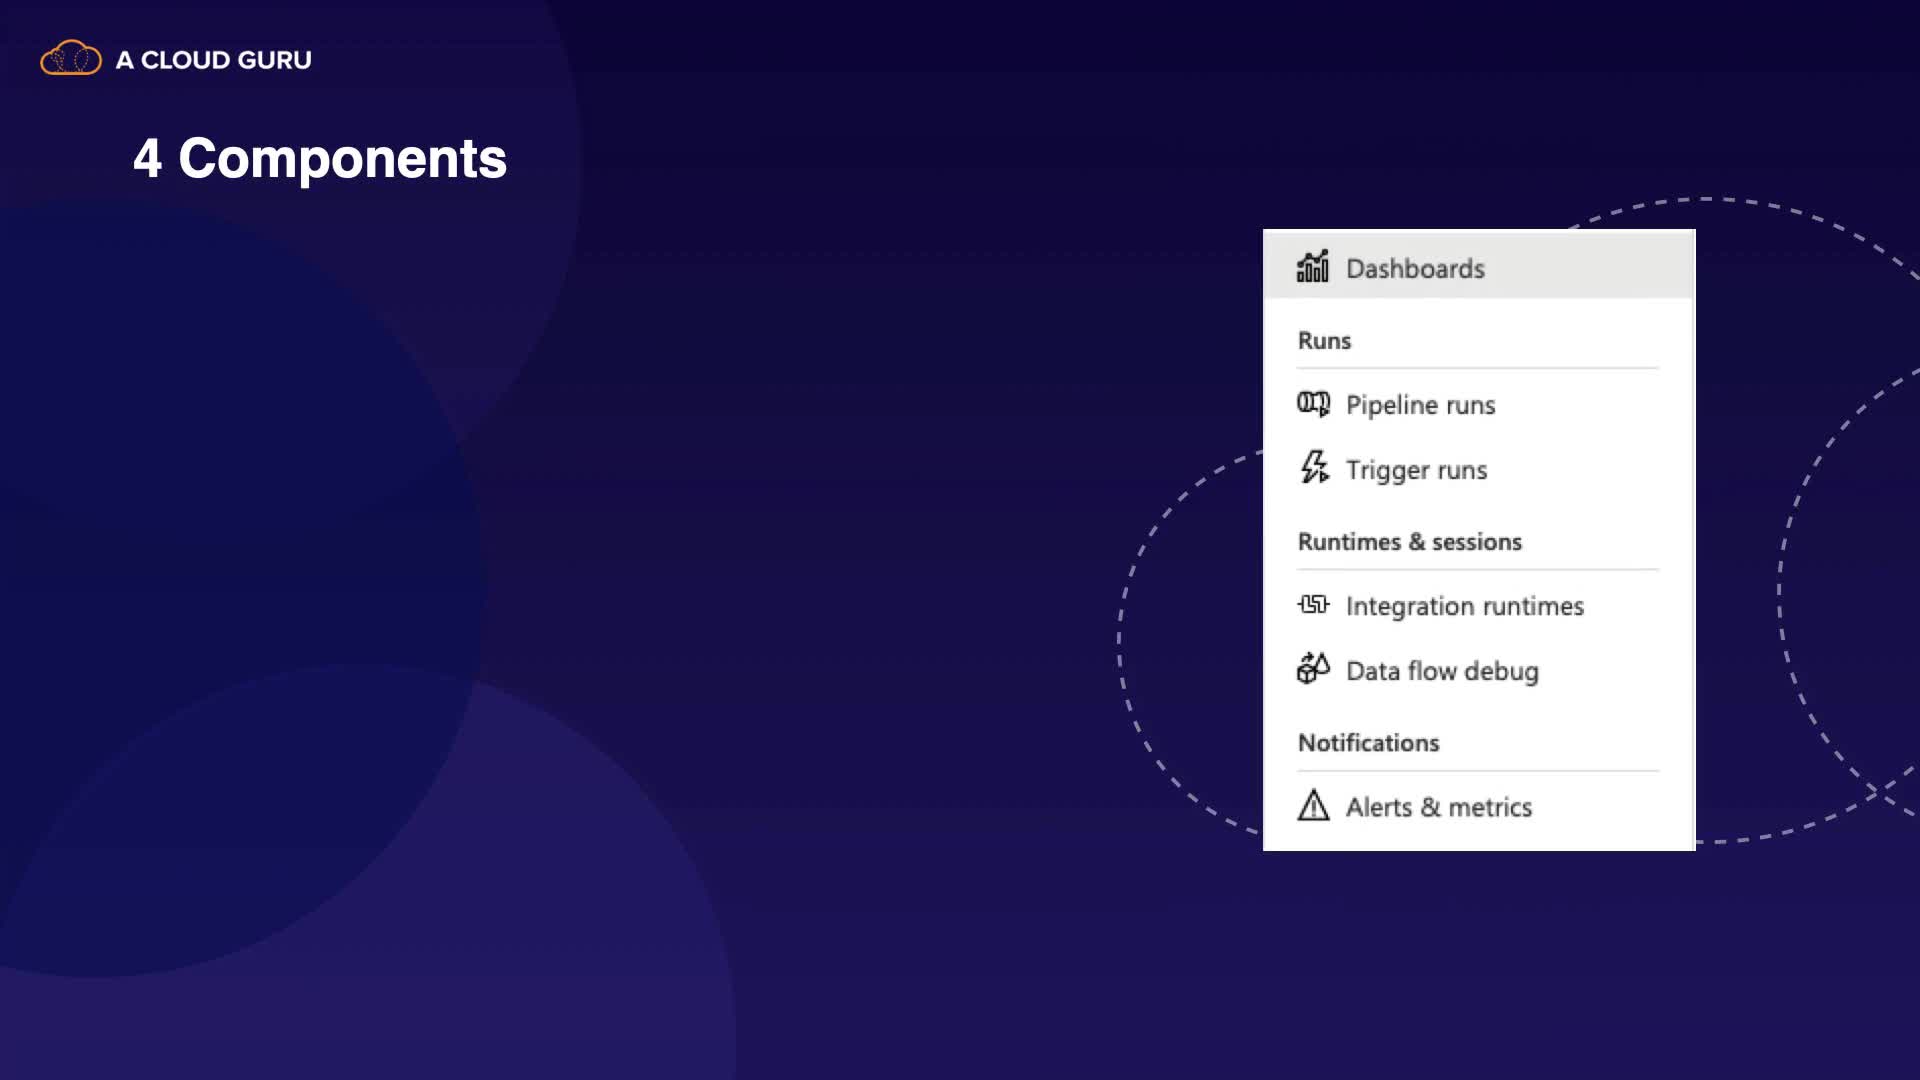 A CLOUD GURU
4 Components
Dashboards
Runs
Pipeline runs
Trigger runs
Runtimes & sessions
Integration runtimes
Data flow debug
Notifications
Alerts & metrics